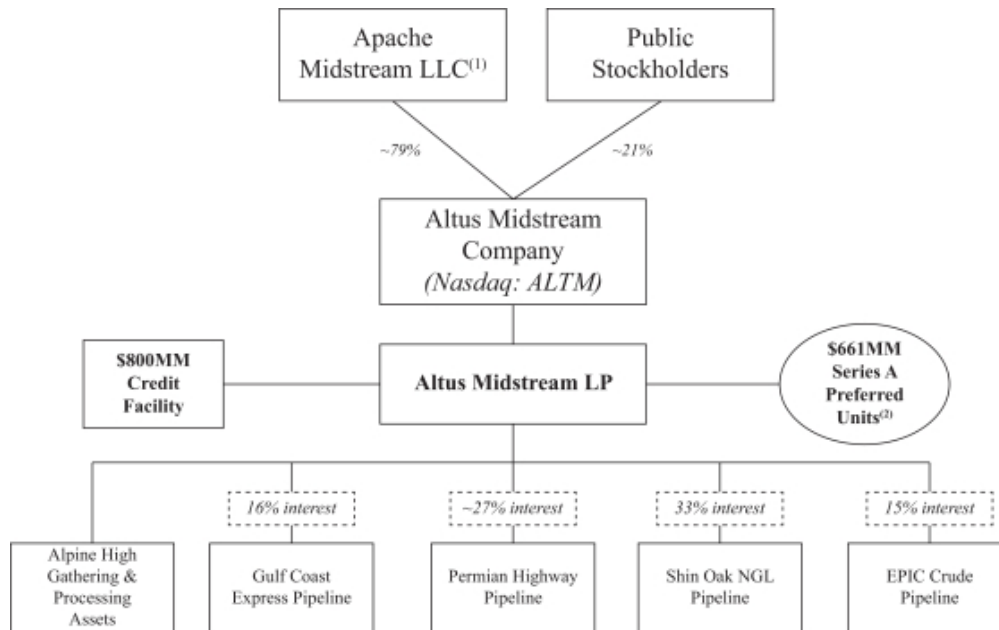 Apache
Midstream LLC(1)
Public
Stockholders
~79%
~21%
Altus Midstream
Company
(Nasdaq: ALTM)
$800MM
Credit
Facility
Altus Midstream LP
$661MM
Series A
Preferred
Units(2)
16% interest
~27% interest
33% interest
15% interest
Alpine High
Gathering &
Processing
Assets
Gulf Coast
Express Pipeline
Permian Highway
Pipeline
Shin Oak NGL
Pipeline
EPIC Crude
Pipeline